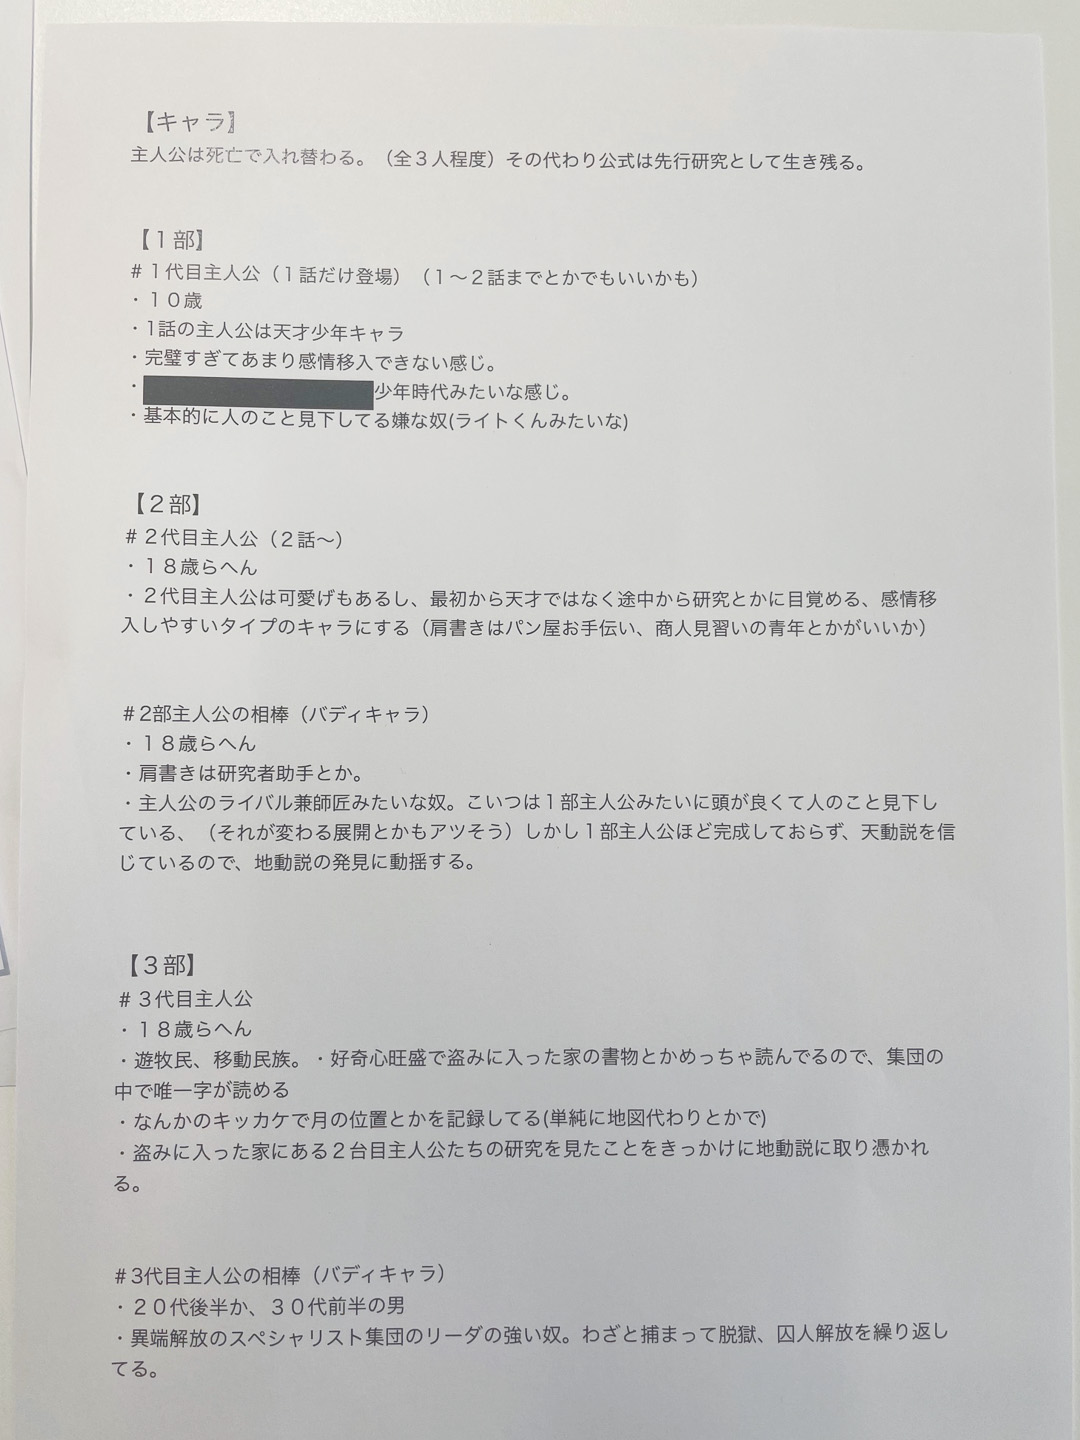 【キャラ】
主人公は死亡で入れ替わる。（全３人程度）その代わり公式は先行研究として生き残る。
【１部】
＃１代目主人公（１話だけ登場）（１〜２話までとかでもいいかも）
・１０歳
・1話の主人公は天才少年キャラ
・完璧すぎてあまり感情移入できない感じ。
・少年時代みたいな感じ。
・基本的に人のこと見下してる嫌な奴(ライトくんみたいな)
【２部】
＃２代目主人公（２話〜）
・１８歳らへん
・２代目主人公は可愛げもあるし、最初から天才ではなく途中から研究とかに目覚める、感情移
入しやすいタイプのキャラにする（肩書きはパン屋お手伝い、商人見習いの青年とかがいいか）
＃2部主人公の相棒（バディキャラ）
・１８歳らへん
・肩書きは研究者助手とか。
・主人公のライバル兼師匠みたいな奴。こいつは１部主人公みたいに頭が良くて人のこと見下し
ている、（それが変わる展開とかもアツそう）しかし１部主人公ほど完成しておらず、天動説を信
じているので、地動説の発見に動揺する。
【３部】
＃３代目主人公
・１８歳らへん
・遊牧民、移動民族。・好奇心旺盛で盗みに入った家の書物とかめっちゃ読んでるので、集団の
中で唯一字が読める
・なんかのキッカケで月の位置とかを記録してる(単純に地図代わりとかで)
・盗みに入った家にある２台目主人公たちの研究を見たことをきっかけに地動説に取り憑かれ
る。
＃3代目主人公の相棒（バディキャラ）
・２０代後半か、３０代前半の男
・異端解放のスペシャリスト集団のリーダの強い奴。わざと捕まって脱獄、囚人解放を繰り返し
てる。